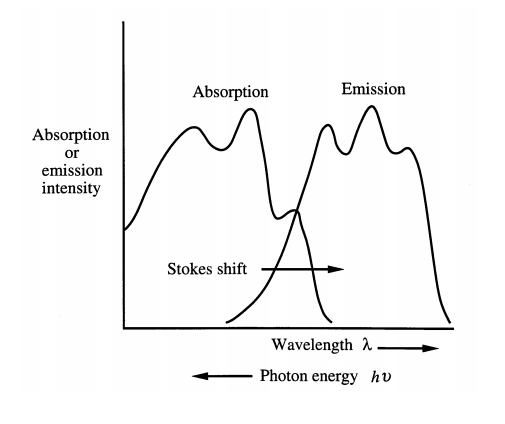 Absorption
Emission
Absorption
or
emission
intensity
Stokes shift
Wavelength λ
Photon energy hυ